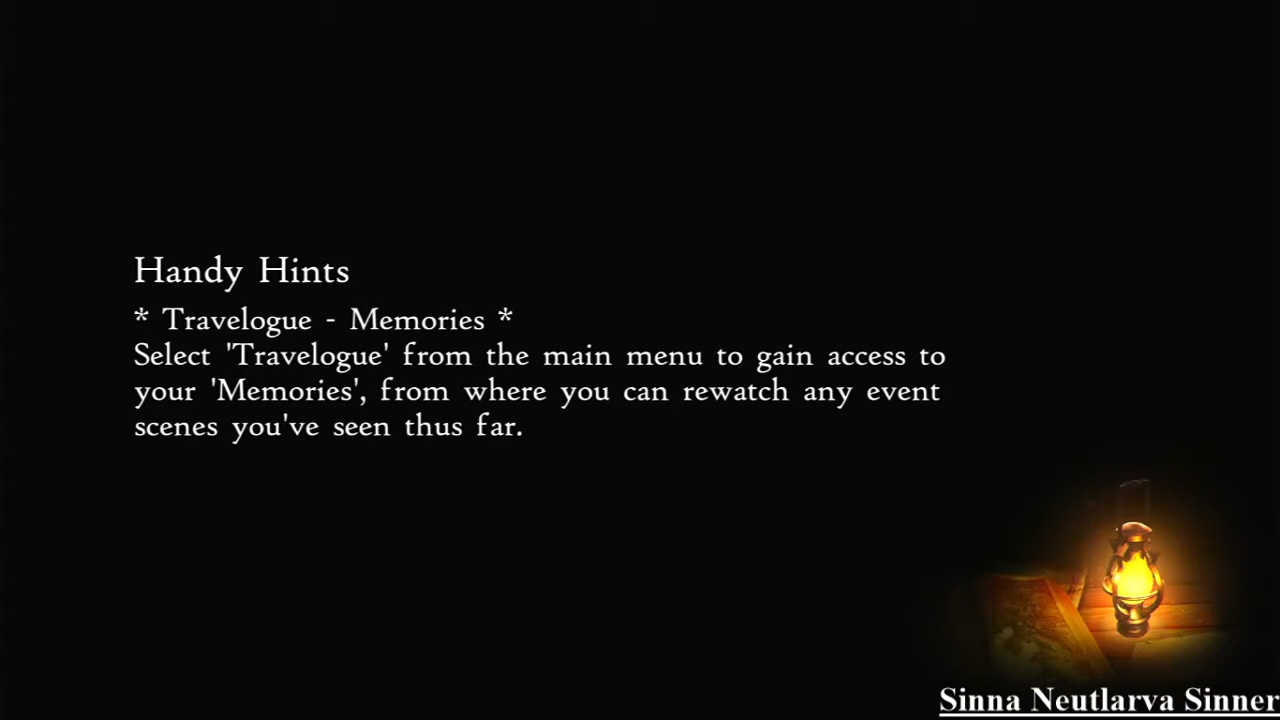 Handy Hints
* Travelogue - Memories *
Select 'Travelogue' from the main menu to gain access to
your 'Memories', from where you can rewatch any event
scenes you've seen thus far.
Sinna Neutlarva Sinner